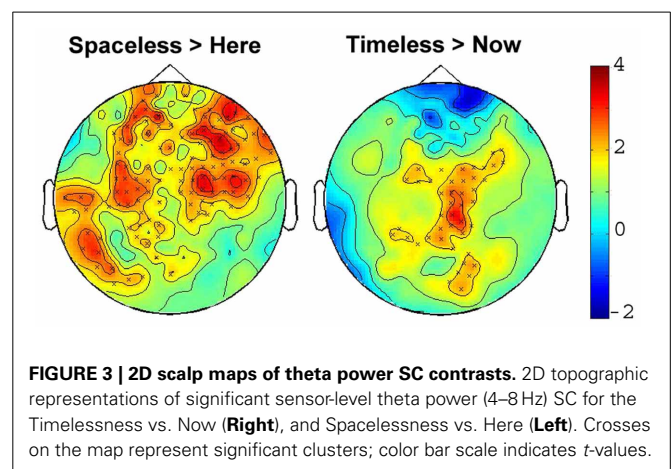 Spaceless > Here
Timeless > Now
4
2
0
-2
FIGURE 3 | 2D scalp maps of theta power SC contrasts. 2D topographic
representations of significant sensor-level theta power (4–8 Hz) SC for the
Timelessness vs. Now (Right), and Spacelessness vs. Here (Left). Crosses
on the map represent significant clusters; color bar scale indicates t-values.